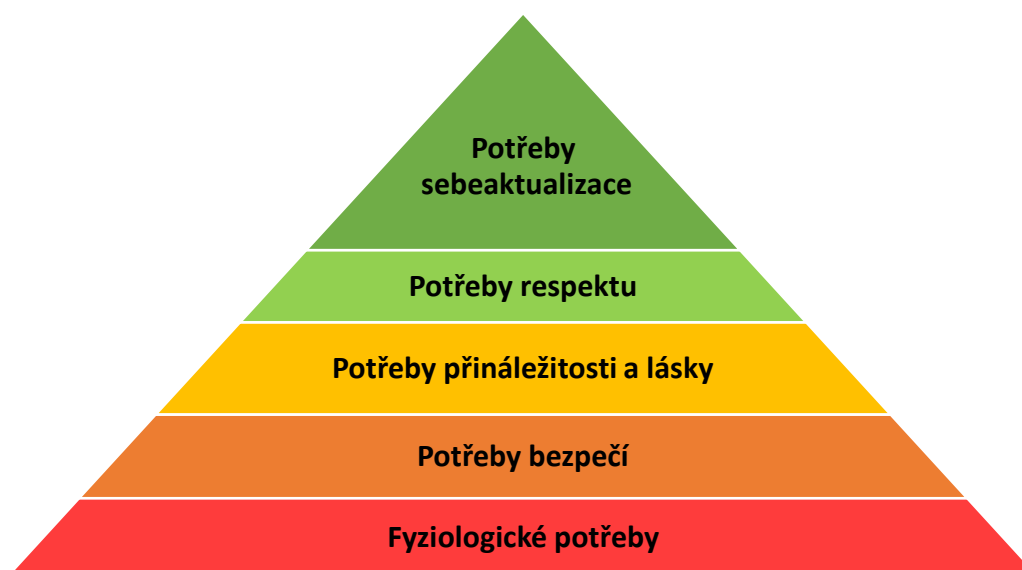 Potřeby
sebeaktualizace
Potřeby respektu
Potřeby přináležitosti a lásky
Potřeby bezpečí
Fyziologické potřeby